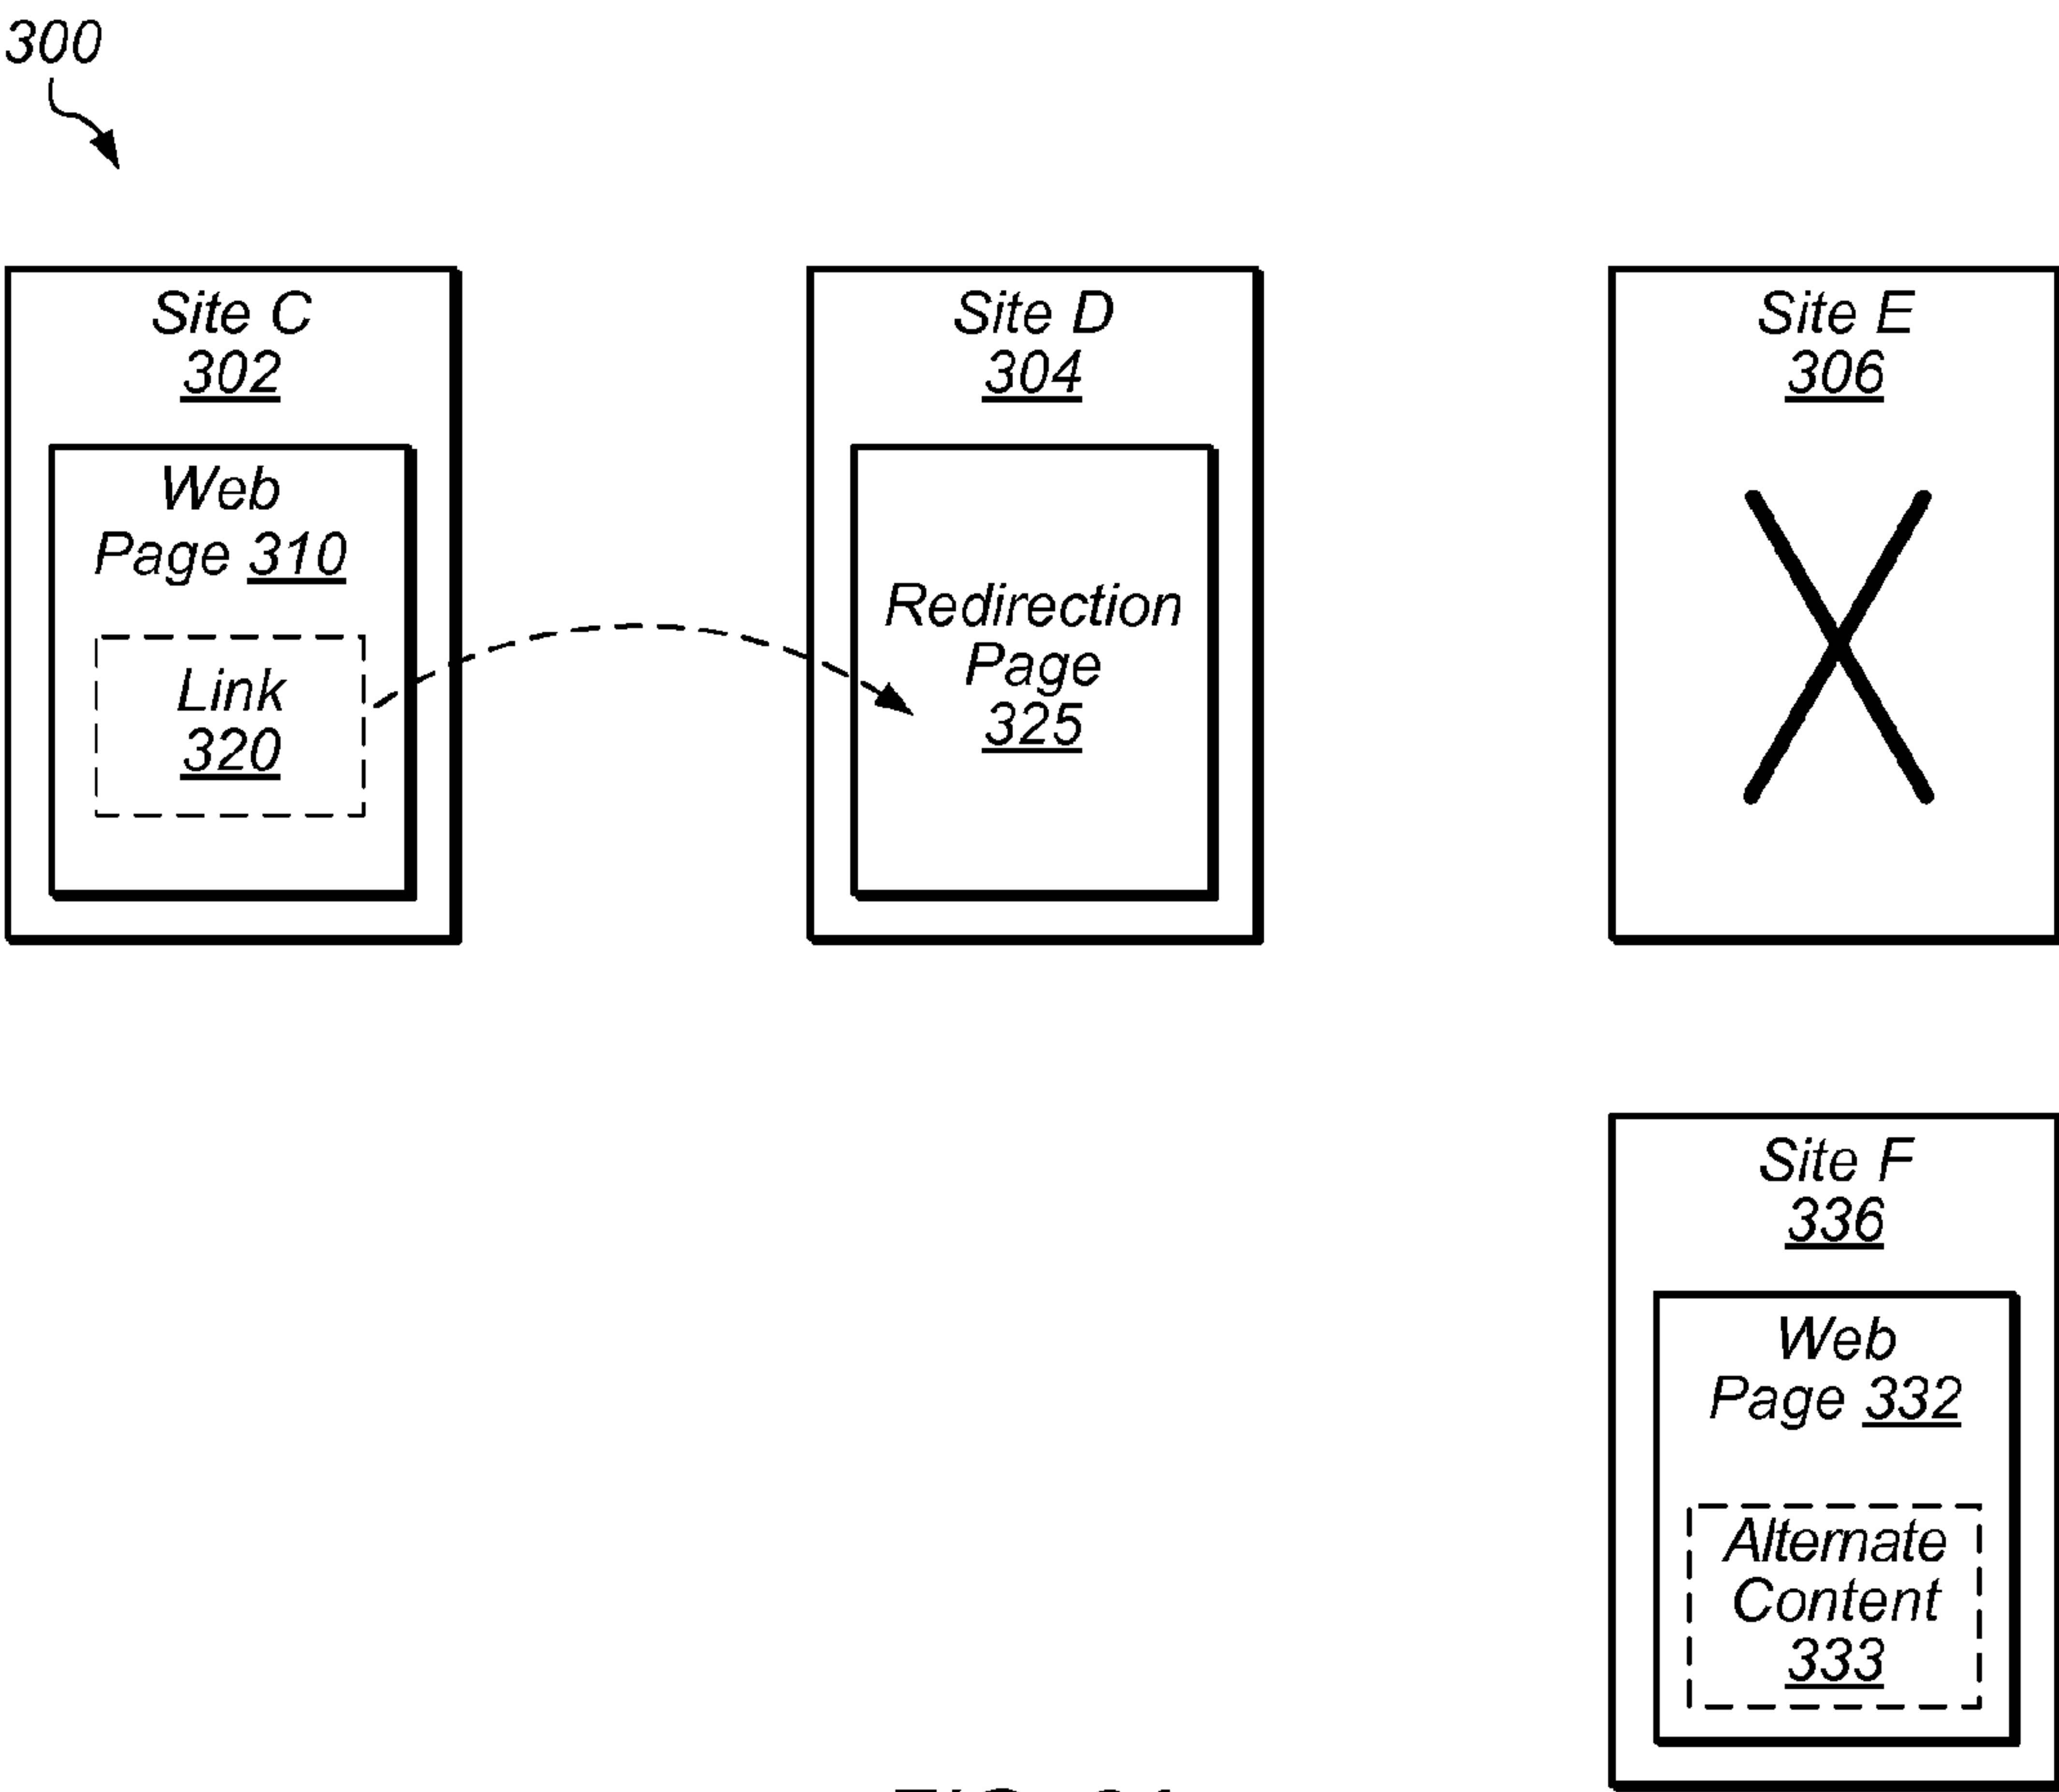 300
Site C
302
Web
Page 310
Link
320
Site D
304
Redirection
Page
325
Site E
306
Site F
336
Web
Page 332
Alternate
Content
333